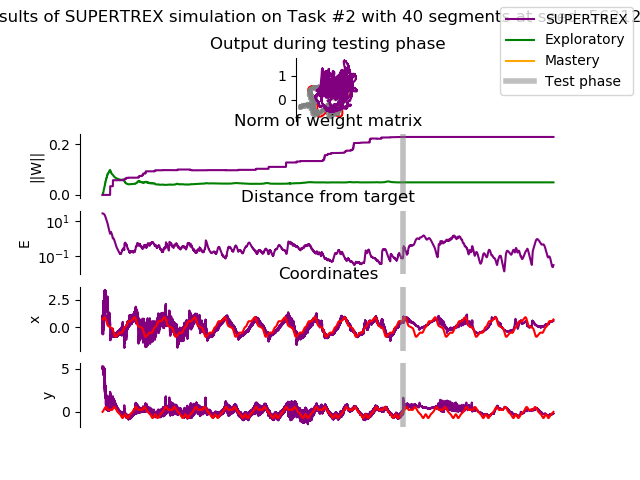 sults of SUPERTREX simulation on Task #2 with 40 segments at
SUPERTREX
Exploratory
Mastery
Test phase
Output during testing phase
1
0
Norm of weight matrix
0.2
0.0
||W||
Distance from target
10¹
10⁻¹
E
Coordinates
2.5
0.0
x
5
0
y